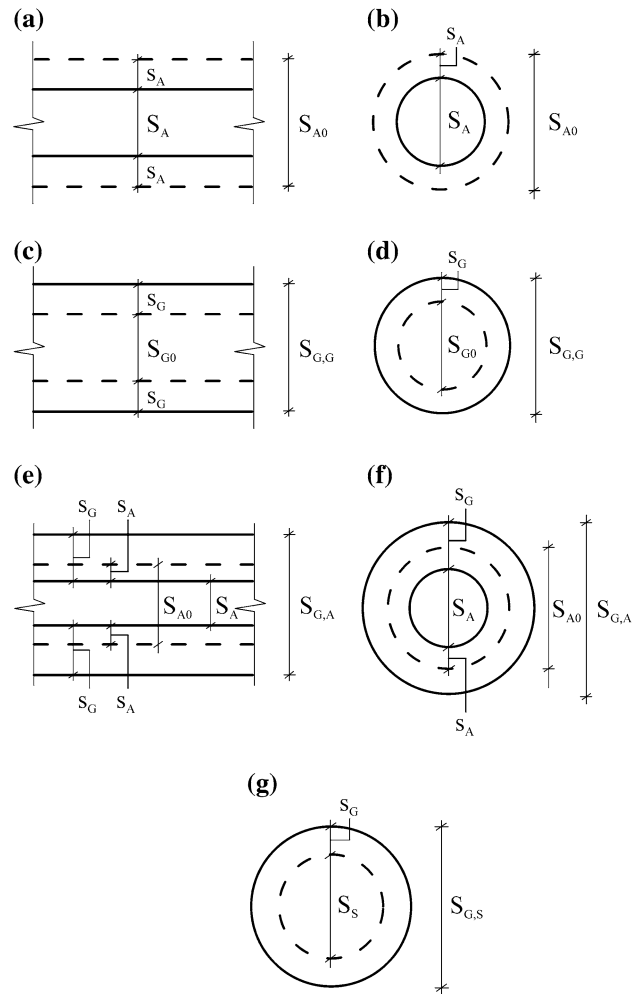 (a)
(b)
s_A
s_A
S_A
S_A0
S_A
S_A0
s_A
(c)
(d)
s_G
s_G
S_G0
S_G,G
S_G0
S_G,G
s_G
(e)
(f)
s_G
s_G s_A
S_A0 S_A S_G,A
S_A S_A0 S_G,A
s_G s_A
s_A
(g)
s_G
S_S
S_G,S